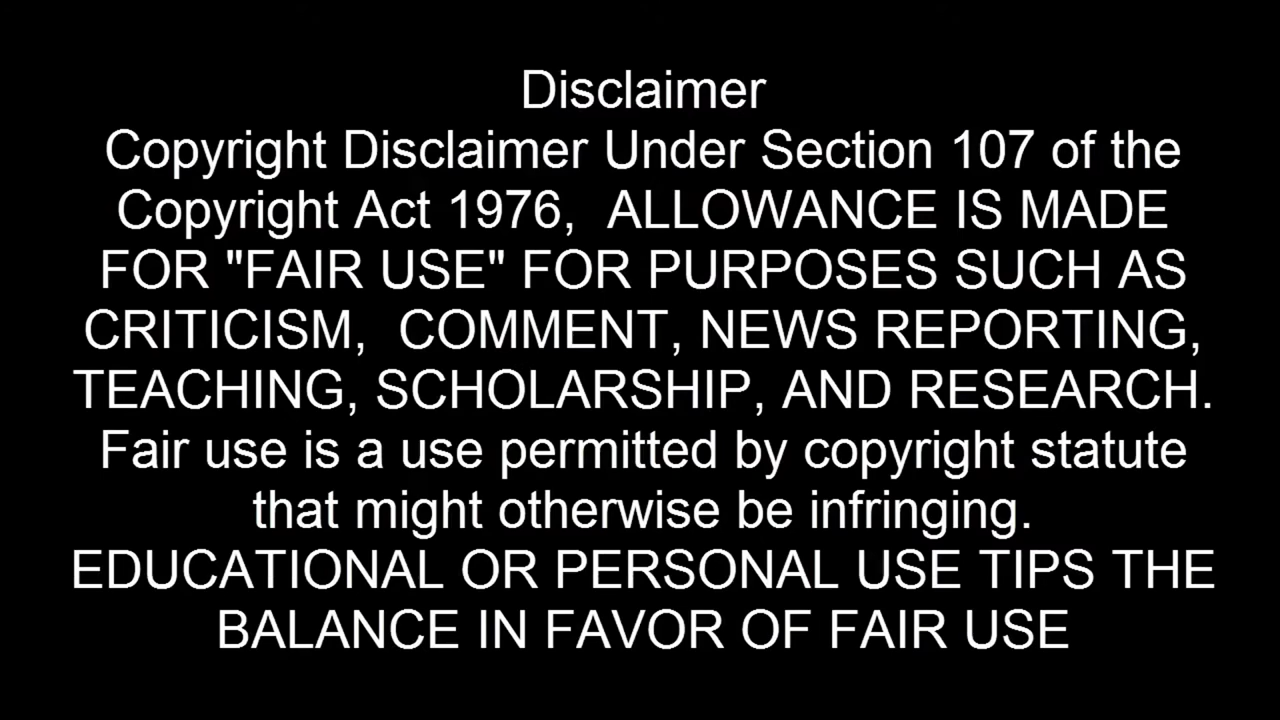 Disclaimer
Copyright Disclaimer Under Section 107 of the
Copyright Act 1976,  ALLOWANCE IS MADE
FOR "FAIR USE" FOR PURPOSES SUCH AS
CRITICISM,  COMMENT, NEWS REPORTING,
TEACHING, SCHOLARSHIP, AND RESEARCH.
Fair use is a use permitted by copyright statute
that might otherwise be infringing.
EDUCATIONAL OR PERSONAL USE TIPS THE
BALANCE IN FAVOR OF FAIR USE